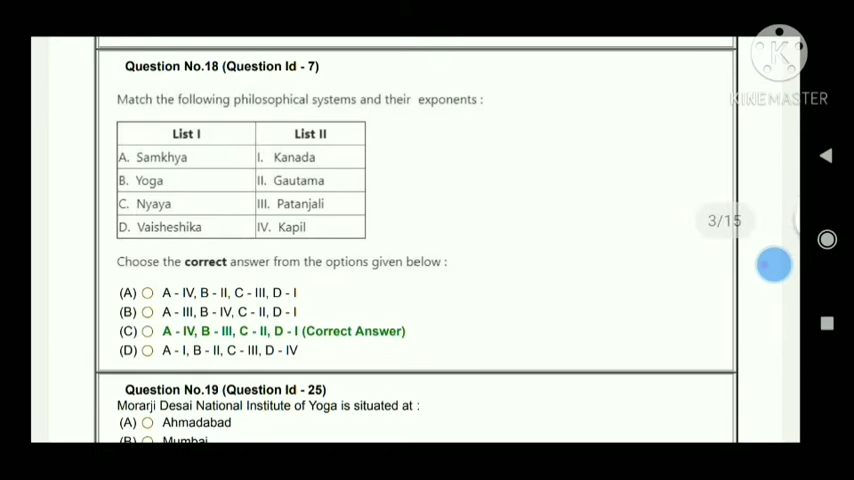 Question No.18 (Question Id - 7)
Match the following philosophical systems and their exponents :
List I List II
A. Samkhya I. Kanada
B. Yoga II. Gautama
C. Nyaya III. Patanjali
D. Vaisheshika IV. Kapil
Choose the correct answer from the options given below :
(A) A - IV, B - II, C - III, D - I
(B) A - III, B - IV, C - II, D - I
(C) A - IV, B - III, C - II, D - I (Correct Answer)
(D) A - I, B - II, C - III, D - IV
Question No.19 (Question Id - 25)
Morarji Desai National Institute of Yoga is situated at :
(A) Ahmadabad
(B) Mumbai
K
KINEMASTER
3/15